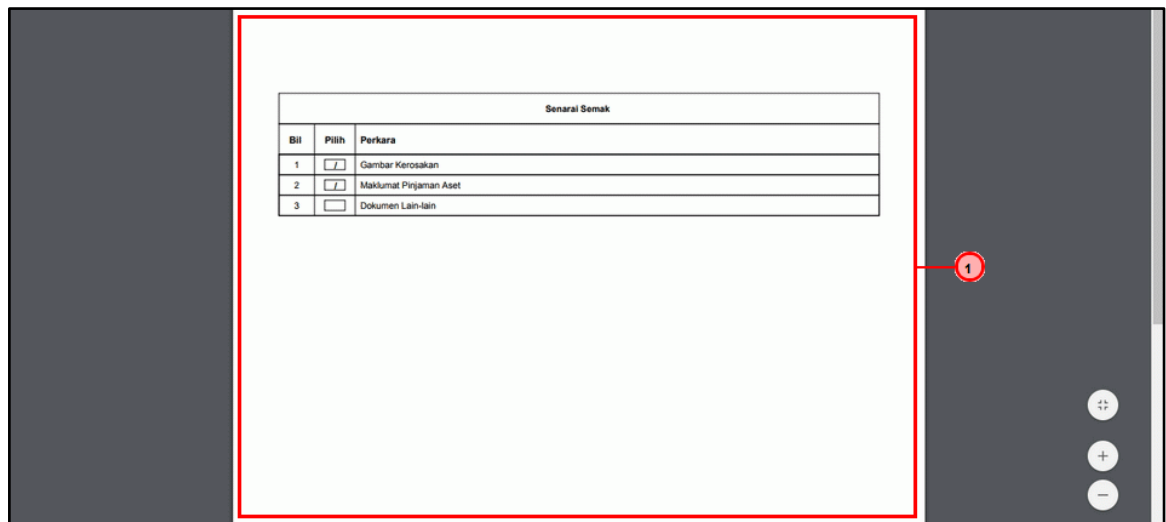 Senarai Semak
Bil Pilih Perkara
1 / Gambar Kerosakan
2 / Maklumat Pinjaman Aset
3 Dokumen Lain-lain
1